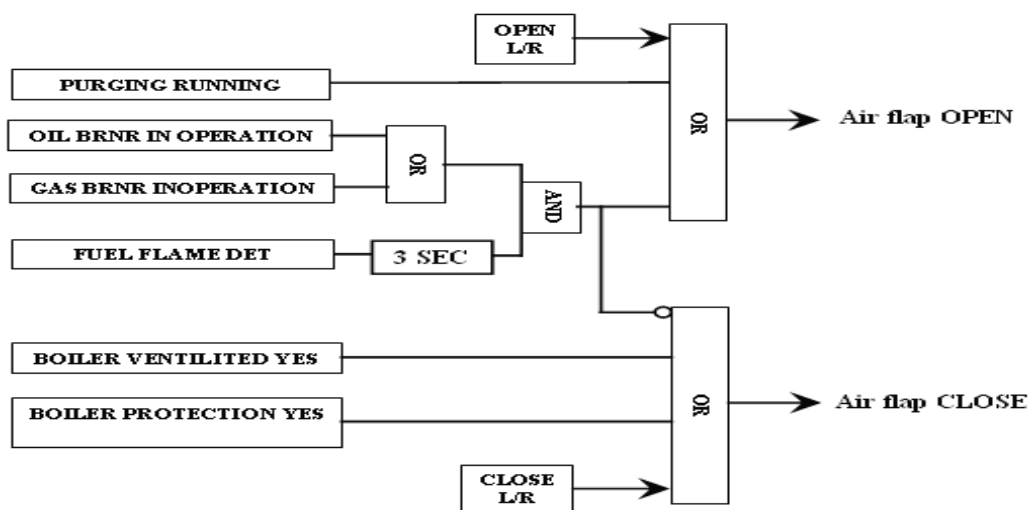 OPEN
L/R
PURGING RUNNING
OIL BRNR IN OPERATION
GAS BRNR INOPERATION
OR
FUEL FLAME DET
3 SEC
AND
OR
Air flap OPEN
BOILER VENTILITED YES
BOILER PROTECTION YES
OR
Air flap CLOSE
CLOSE
L/R